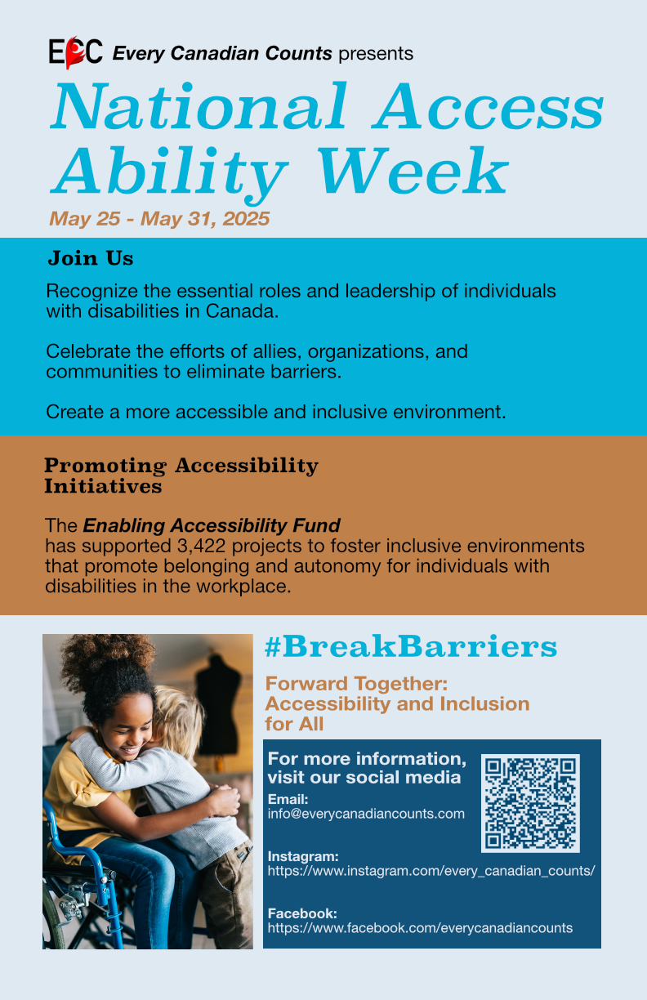 ECC Every Canadian Counts presents
National Access
Ability Week
May 25 - May 31, 2025
Join Us
Recognize the essential roles and leadership of individuals
with disabilities in Canada.
Celebrate the efforts of allies, organizations, and
communities to eliminate barriers.
Create a more accessible and inclusive environment.
Promoting Accessibility
Initiatives
The Enabling Accessibility Fund
has supported 3,422 projects to foster inclusive environments
that promote belonging and autonomy for individuals with
disabilities in the workplace.
#BreakBarriers
Forward Together:
Accessibility and Inclusion
for All
For more information,
visit our social media
Email:
info@everycanadiancounts.com
Instagram:
https://www.instagram.com/every_canadian_counts/
Facebook:
https://www.facebook.com/everycanadiancounts